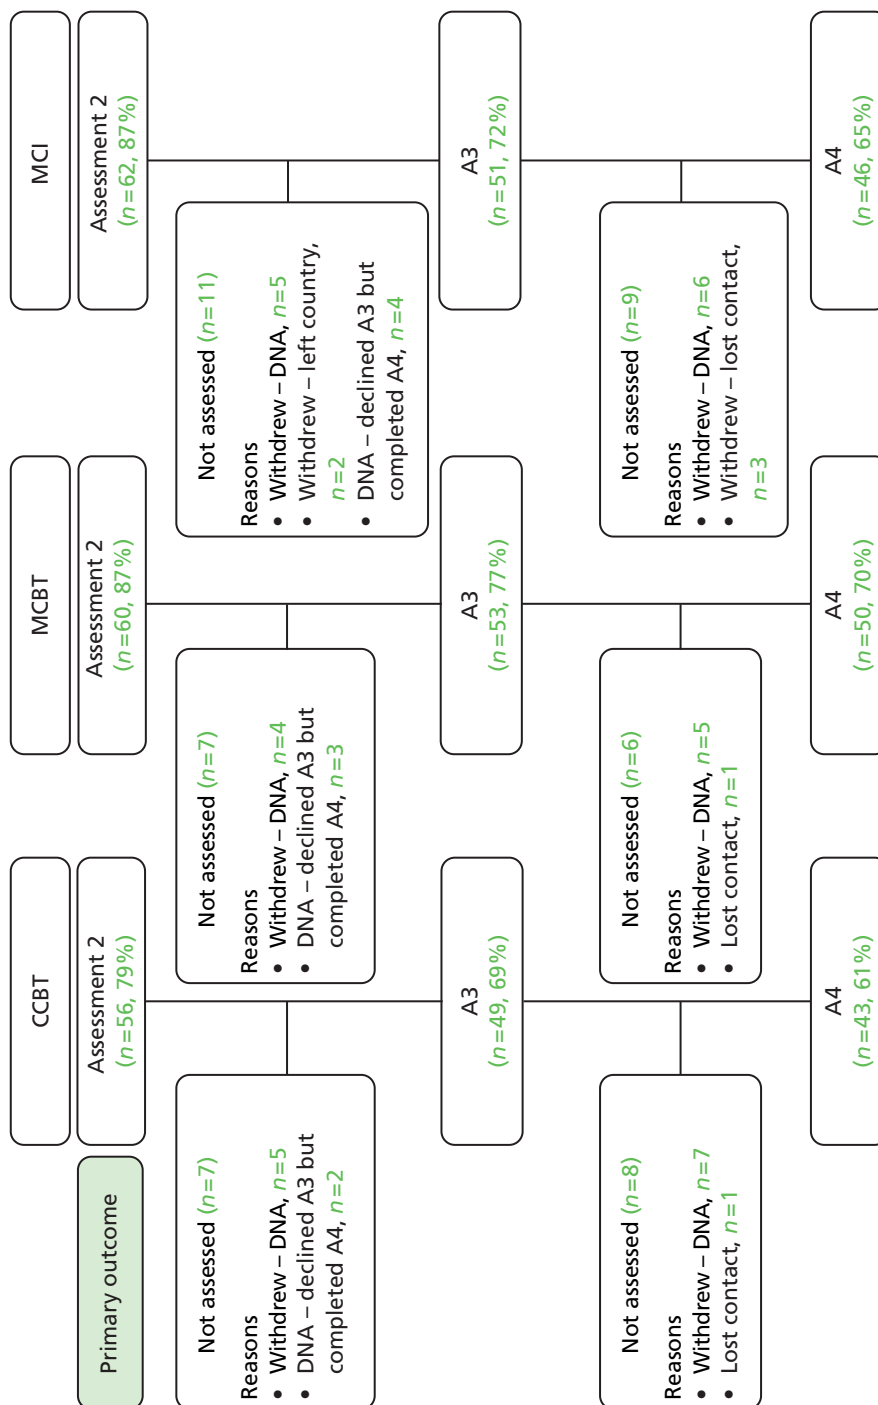 Primary outcome
CCBT
Assessment 2
(n=56, 79%)
Not assessed (n=7)
Reasons
• Withdrew – DNA, n=5
• DNA – declined A3 but
completed A4, n=2
A3
(n=49, 69%)
Not assessed (n=8)
Reasons
• Withdrew – DNA, n=7
• Lost contact, n=1
A4
(n=43, 61%)
MCBT
Assessment 2
(n=60, 87%)
Not assessed (n=7)
Reasons
• Withdrew – DNA, n=4
• DNA – declined A3 but
completed A4, n=3
A3
(n=53, 77%)
Not assessed (n=6)
Reasons
• Withdrew – DNA, n=5
• Lost contact, n=1
A4
(n=50, 70%)
MCI
Assessment 2
(n=62, 87%)
Not assessed (n=11)
Reasons
• Withdrew – DNA, n=5
• Withdrew – left country,
n=2
• DNA – declined A3 but
completed A4, n=4
A3
(n=51, 72%)
Not assessed (n=9)
Reasons
• Withdrew – DNA, n=6
• Withdrew – lost contact,
n=3
A4
(n=46, 65%)